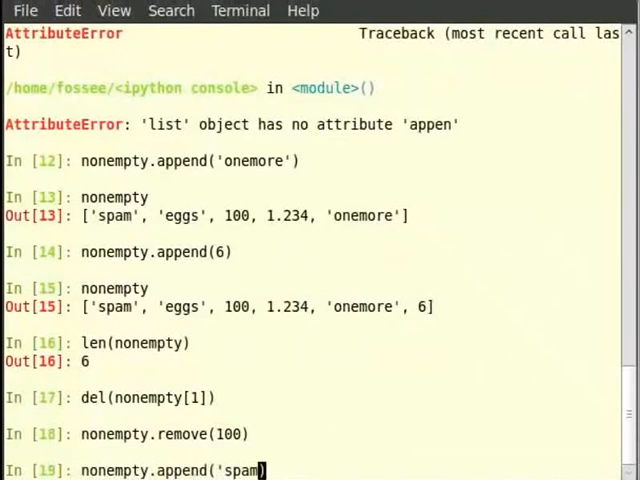 File Edit View Search Terminal Help
AttributeError Traceback (most recent call las
t)
/home/fossee/<ipython console> in <module>()
AttributeError: 'list' object has no attribute 'appen'
In [12]: nonempty.append('onemore')
In [13]: nonempty
Out[13]: ['spam', 'eggs', 100, 1.234, 'onemore']
In [14]: nonempty.append(6)
In [15]: nonempty
Out[15]: ['spam', 'eggs', 100, 1.234, 'onemore', 6]
In [16]: len(nonempty)
Out[16]: 6
In [17]: del(nonempty[1])
In [18]: nonempty.remove(100)
In [19]: nonempty.append('spam)